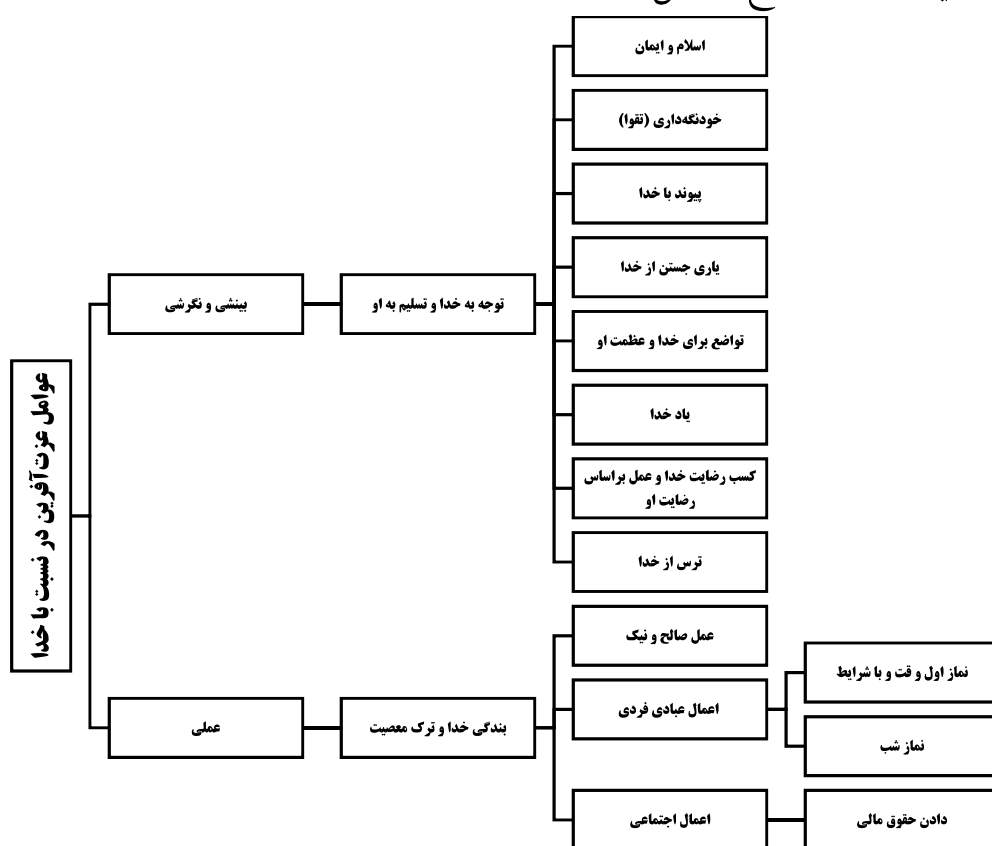 عوامل عزت‌آفرین در نسبت با خدا
بینشی و نگرشی
توجه به خدا و تسلیم به او
اسلام و ایمان
خودنگه‌داری (تقوا)
پیوند با خدا
یاری جستن از خدا
تواضع برای خدا و عظمت او
یاد خدا
کسب رضایت خدا و عمل براساس
رضایت او
ترس از خدا
عملی
بندگی خدا و ترک معصیت
عمل صالح و نیک
اعمال عبادی فردی
نماز اول و قت و با شرایط
نماز شب
اعمال اجتماعی
دادن حقوق مالی